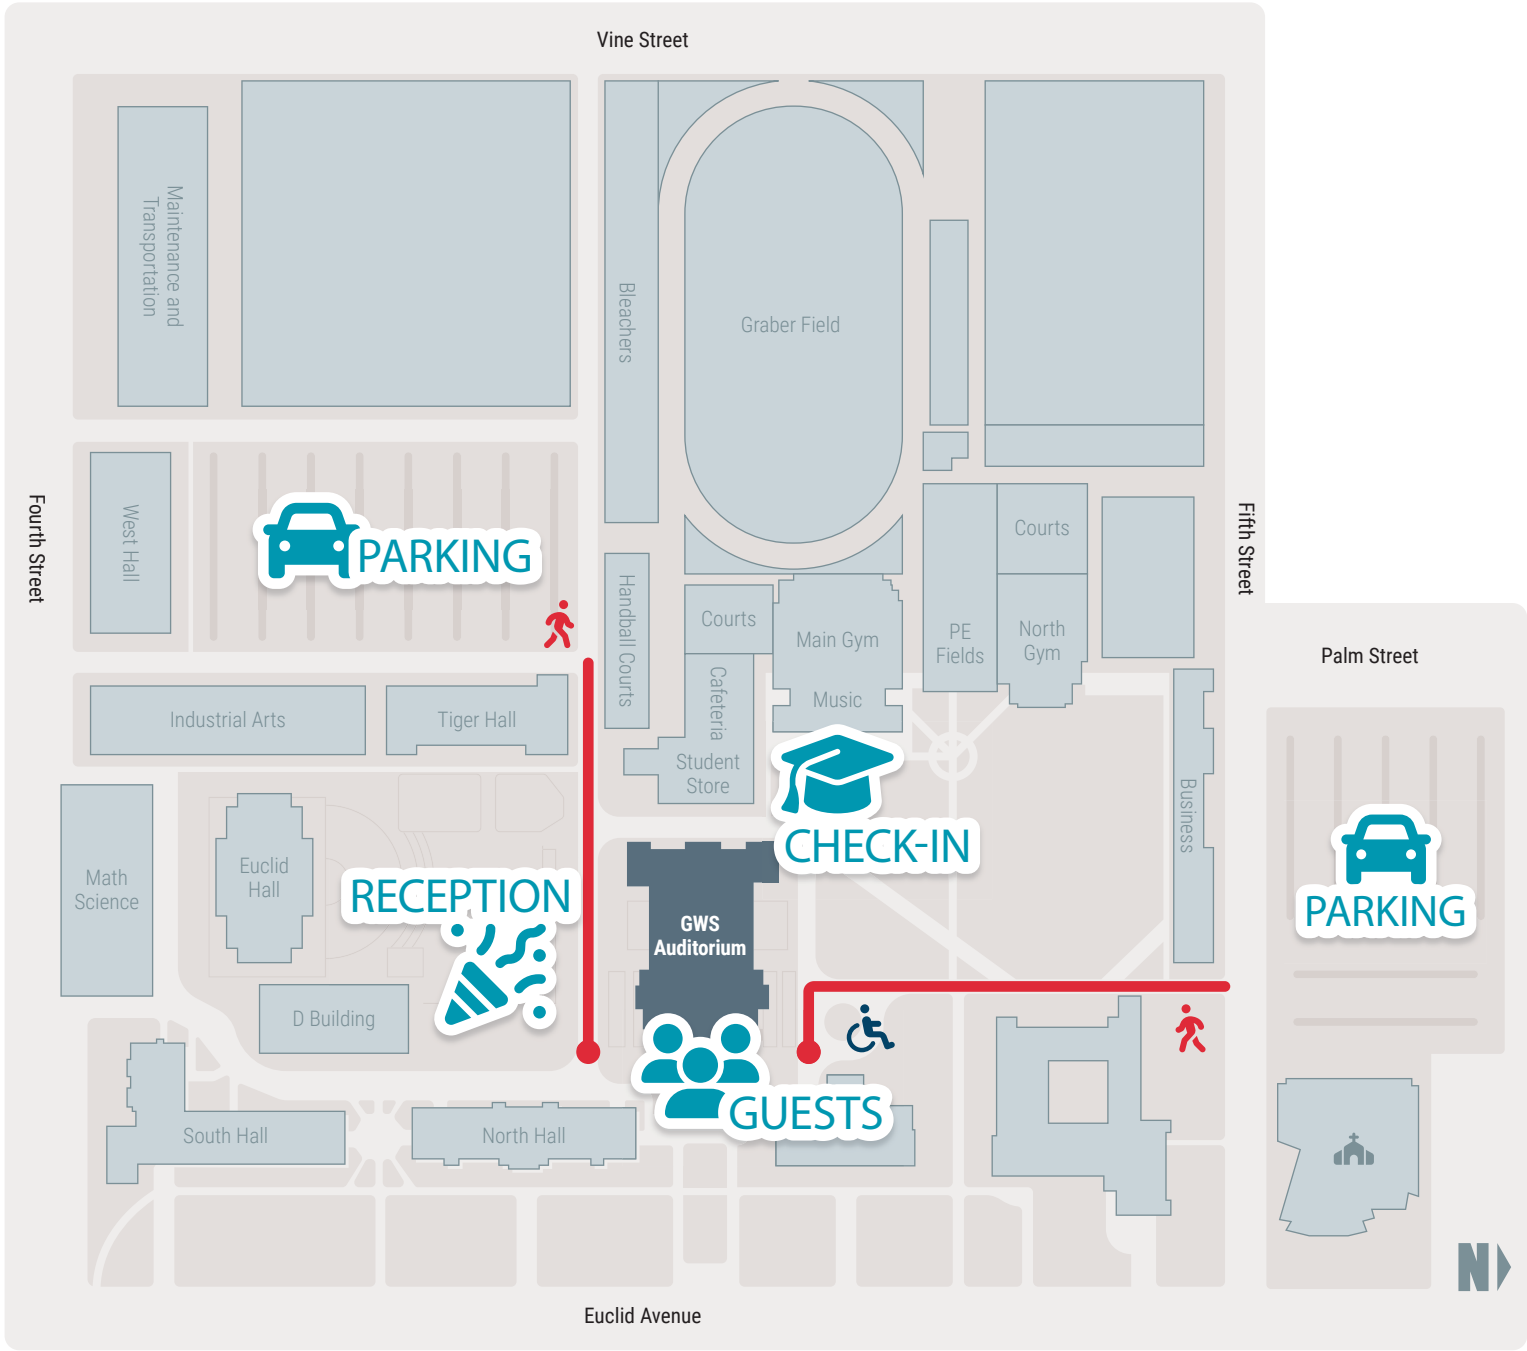 Vine Street
Maintenance and
Transportation
Bleachers
Graber Field
Fourth Street
West Hall
PARKING
Courts
Fifth Street
Handball Courts
Courts
Main Gym
PE
Fields
North
Gym
Palm Street
Industrial Arts
Tiger Hall
Cafeteria
Music
Student
Store
Business
CHECK-IN
Math
Science
Euclid
Hall
RECEPTION
GWS
Auditorium
PARKING
D Building
South Hall
North Hall
GUESTS
N
Euclid Avenue